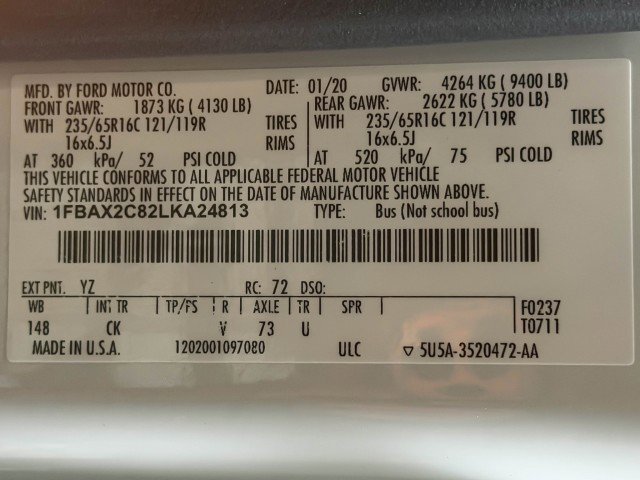 MFD. BY FORD MOTOR CO. DATE: 01/20 GVWR: 4264 KG ( 9400 LB)
FRONT GAWR: 1873 KG ( 4130 LB) REAR GAWR: 2622 KG ( 5780 LB)
WITH 235/65R16C 121/119R TIRES WITH 235/65R16C 121/119R TIRES
16x6.5J RIMS 16x6.5J RIMS
AT 360 kPa/ 52 PSI COLD AT 520 kPa/ 75 PSI COLD
THIS VEHICLE CONFORMS TO ALL APPLICABLE FEDERAL MOTOR VEHICLE
SAFETY STANDARDS IN EFFECT ON THE DATE OF MANUFACTURE SHOWN ABOVE.
VIN: 1FBAX2C82LKA24813 TYPE: Bus (Not school bus)
EXT PNT. YZ RC: 72 DSO:
WB | INT TR | TP/PS | R | AXLE | TR | SPR | F0237
148 CK V 73 U T0711
MADE IN U.S.A. 1202001097080 ULC ▽ 5U5A-3520472-AA